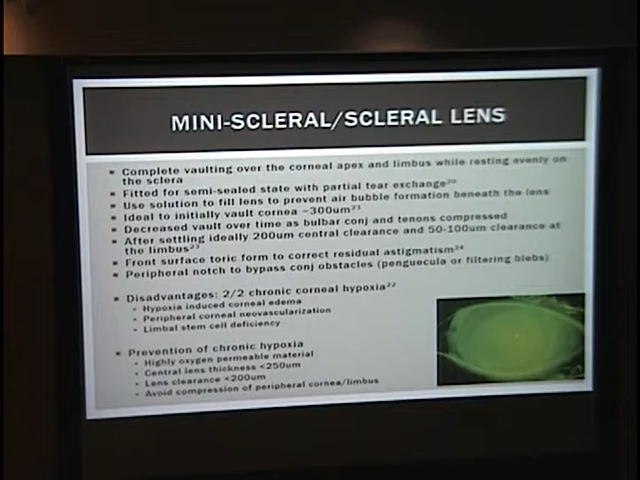 MINI-SCLERAL/SCLERAL LENS
▪ Complete vaulting over the corneal apex and limbus while resting evenly on
the sclera
▪ Fitted for semi-sealed state with partial tear exchange
▪ Use solution to fill lens to prevent air bubble formation beneath the lens
▪ Ideal to initially vault cornea ~300um²³
▪ Decreased vault over time as bulbar conj and tenons compressed
▪ After settling ideally 200um central clearance and 50-100um clearance at
the limbus²³
▪ Front surface toric form to correct residual astigmatism²⁴
▪ Peripheral notch to bypass conj obstacles (penguecula or filtering blebs)
▪ Disadvantages: 2/2 chronic corneal hypoxia²²
▪ Hypoxia induced corneal edema
▪ Peripheral corneal neovascularization
▪ Limbal stem cell deficiency
▪ Prevention of chronic hypoxia
▪ Highly oxygen permeable material
▪ Central lens thickness <250um
▪ Lens clearance <200um
▪ Avoid compression of peripheral cornea/limbus